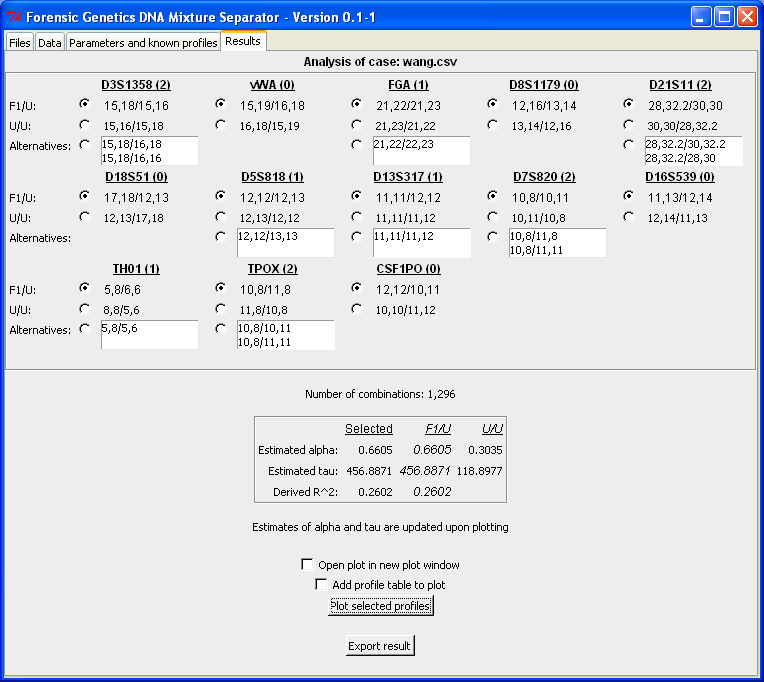 Forensic Genetics DNA Mixture Separator - Version 0.1-1
Files Data Parameters and known profiles Results
Analysis of case: wang.csv
D3S1358 (2) vWA (0) FGA (1) D8S1179 (0) D21S11 (2)
F1/U: 15,18/15,16 15,19/16,18 21,22/21,23 12,16/13,14 28,32.2/30,30
U/U: 15,16/15,18 16,18/15,19 21,23/21,22 13,14/12,16 30,30/28,32.2
Alternatives: 15,18/16,18 21,22/22,23 28,32.2/30,32.2
15,18/16,16 28,32.2/28,30
D18S51 (0) D5S818 (1) D13S317 (1) D7S820 (2) D16S539 (0)
F1/U: 17,18/12,13 12,12/12,13 11,11/12,12 10,8/10,11 11,13/12,14
U/U: 12,13/17,18 12,13/12,12 11,11/11,12 10,11/10,8 12,14/11,13
Alternatives: 12,12/13,13 11,11/11,12 10,8/11,8
10,8/11,11
TH01 (1) TPOX (2) CSF1PO (0)
F1/U: 5,8/6,6 10,8/11,8 12,12/10,11
U/U: 8,8/5,6 11,8/10,8 10,10/11,12
Alternatives: 5,8/5,6 10,8/10,11
10,8/11,11
Number of combinations: 1,296
Selected F1/U U/U
Estimated alpha: 0.6605 0.6605 0.3035
Estimated tau: 456.8871 456.8871 118.8977
Derived R^2: 0.2602 0.2602
Estimates of alpha and tau are updated upon plotting
Open plot in new plot window
Add profile table to plot
Plot selected profiles
Export result